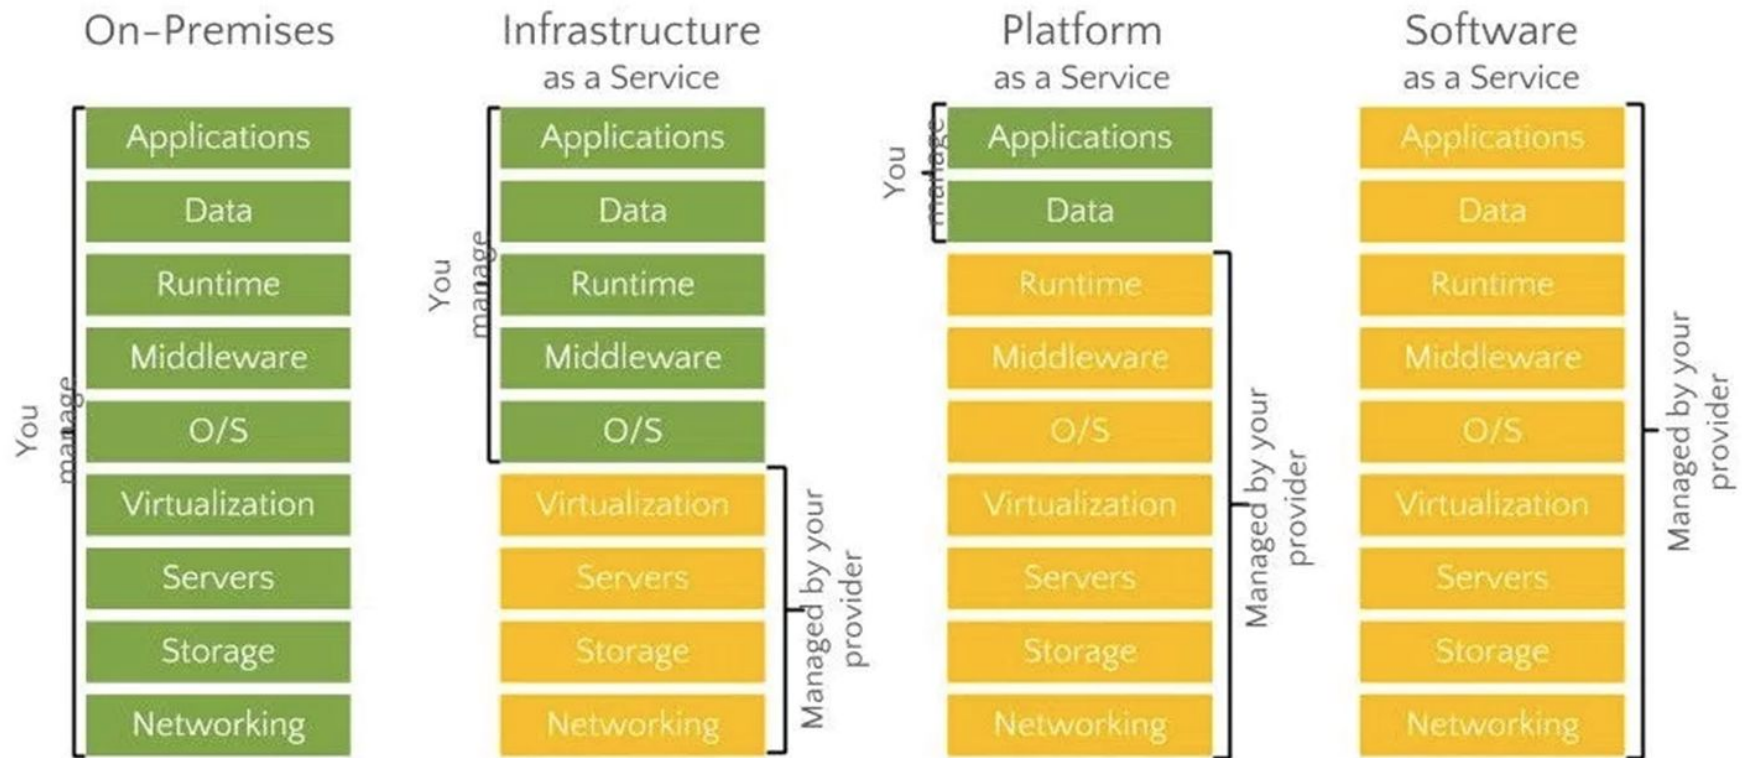 On-Premises
You
manage
Applications
Data
Runtime
Middleware
O/S
Virtualization
Servers
Storage
Networking
Infrastructure
as a Service
You
manage
Applications
Data
Runtime
Middleware
O/S
Virtualization
Servers
Storage
Networking
Managed by your
provider
Platform
as a Service
You
manage
Applications
Data
Runtime
Middleware
O/S
Virtualization
Servers
Storage
Networking
Managed by your
provider
Software
as a Service
Applications
Data
Runtime
Middleware
O/S
Virtualization
Servers
Storage
Networking
Managed by your
provider